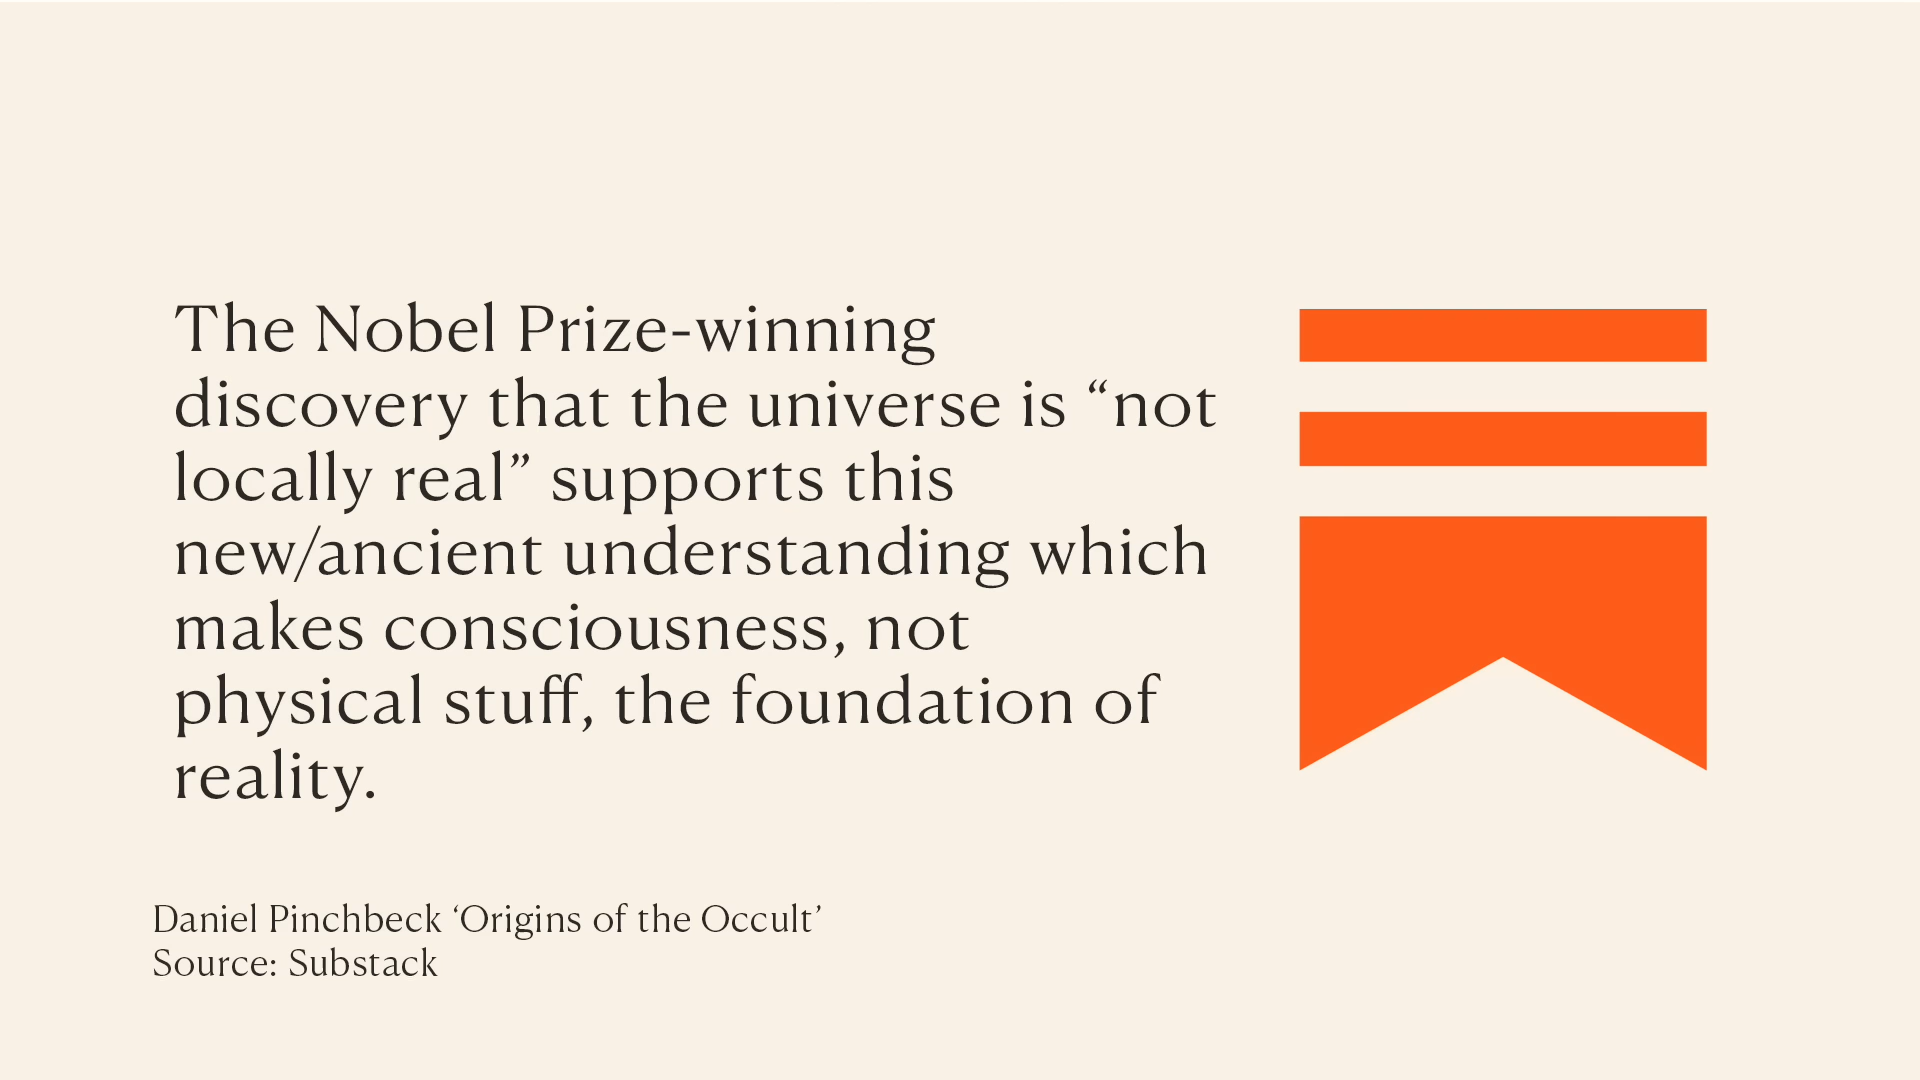 The Nobel Prize-winning
discovery that the universe is “not
locally real” supports this
new/ancient understanding which
makes consciousness, not
physical stuff, the foundation of
reality.
Daniel Pinchbeck ‘Origins of the Occult’
Source: Substack